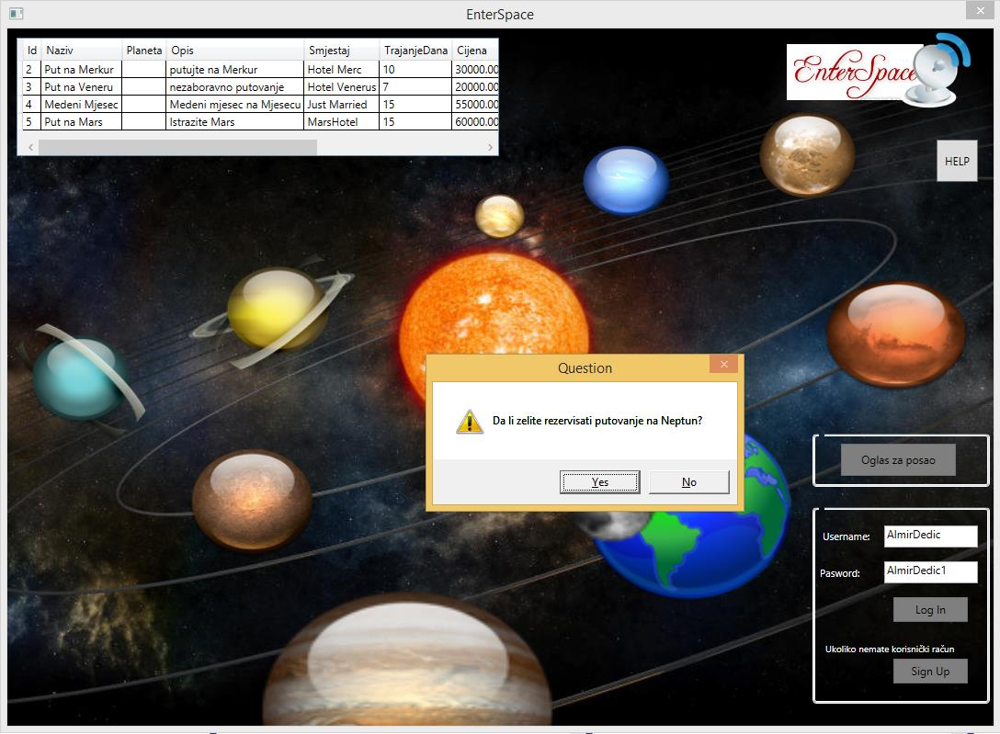 EnterSpace
Id Naziv Planeta Opis Smjestaj TrajanjeDana Cijena
2 Put na Merkur putujte na Merkur Hotel Merc 10 30000.00
3 Put na Veneru nezaboravno putovanje Hotel Venerus 7 20000.00
4 Medeni Mjesec Medeni mjesec na Mjesecu Just Married 15 55000.00
5 Put na Mars Istrazite Mars MarsHotel 15 60000.00
EnterSpace
HELP
Question
Da li zelite rezervisati putovanje na Neptun?
Yes No
Oglas za posao
Username: AlmirDedic
Pasword: AlmirDedic1
Log In
Ukoliko nemate korisnički račun
Sign Up